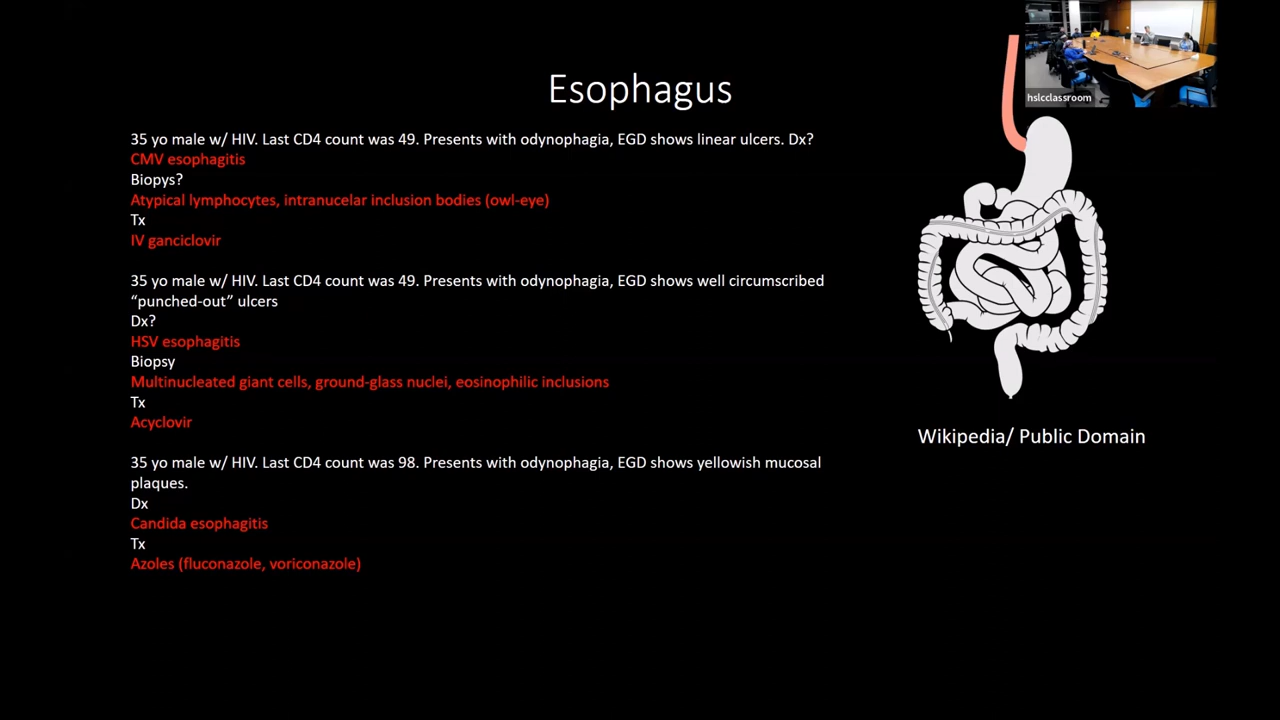 hslcclassroom
Esophagus
35 yo male w/ HIV. Last CD4 count was 49. Presents with odynophagia, EGD shows linear ulcers. Dx?
CMV esophagitis
Biopys?
Atypical lymphocytes, intranucelar inclusion bodies (owl-eye)
Tx
IV ganciclovir
35 yo male w/ HIV. Last CD4 count was 49. Presents with odynophagia, EGD shows well circumscribed
“punched-out” ulcers
Dx?
HSV esophagitis
Biopsy
Multinucleated giant cells, ground-glass nuclei, eosinophilic inclusions
Tx
Acyclovir
35 yo male w/ HIV. Last CD4 count was 98. Presents with odynophagia, EGD shows yellowish mucosal
plaques.
Dx
Candida esophagitis
Tx
Azoles (fluconazole, voriconazole)
Wikipedia/ Public Domain